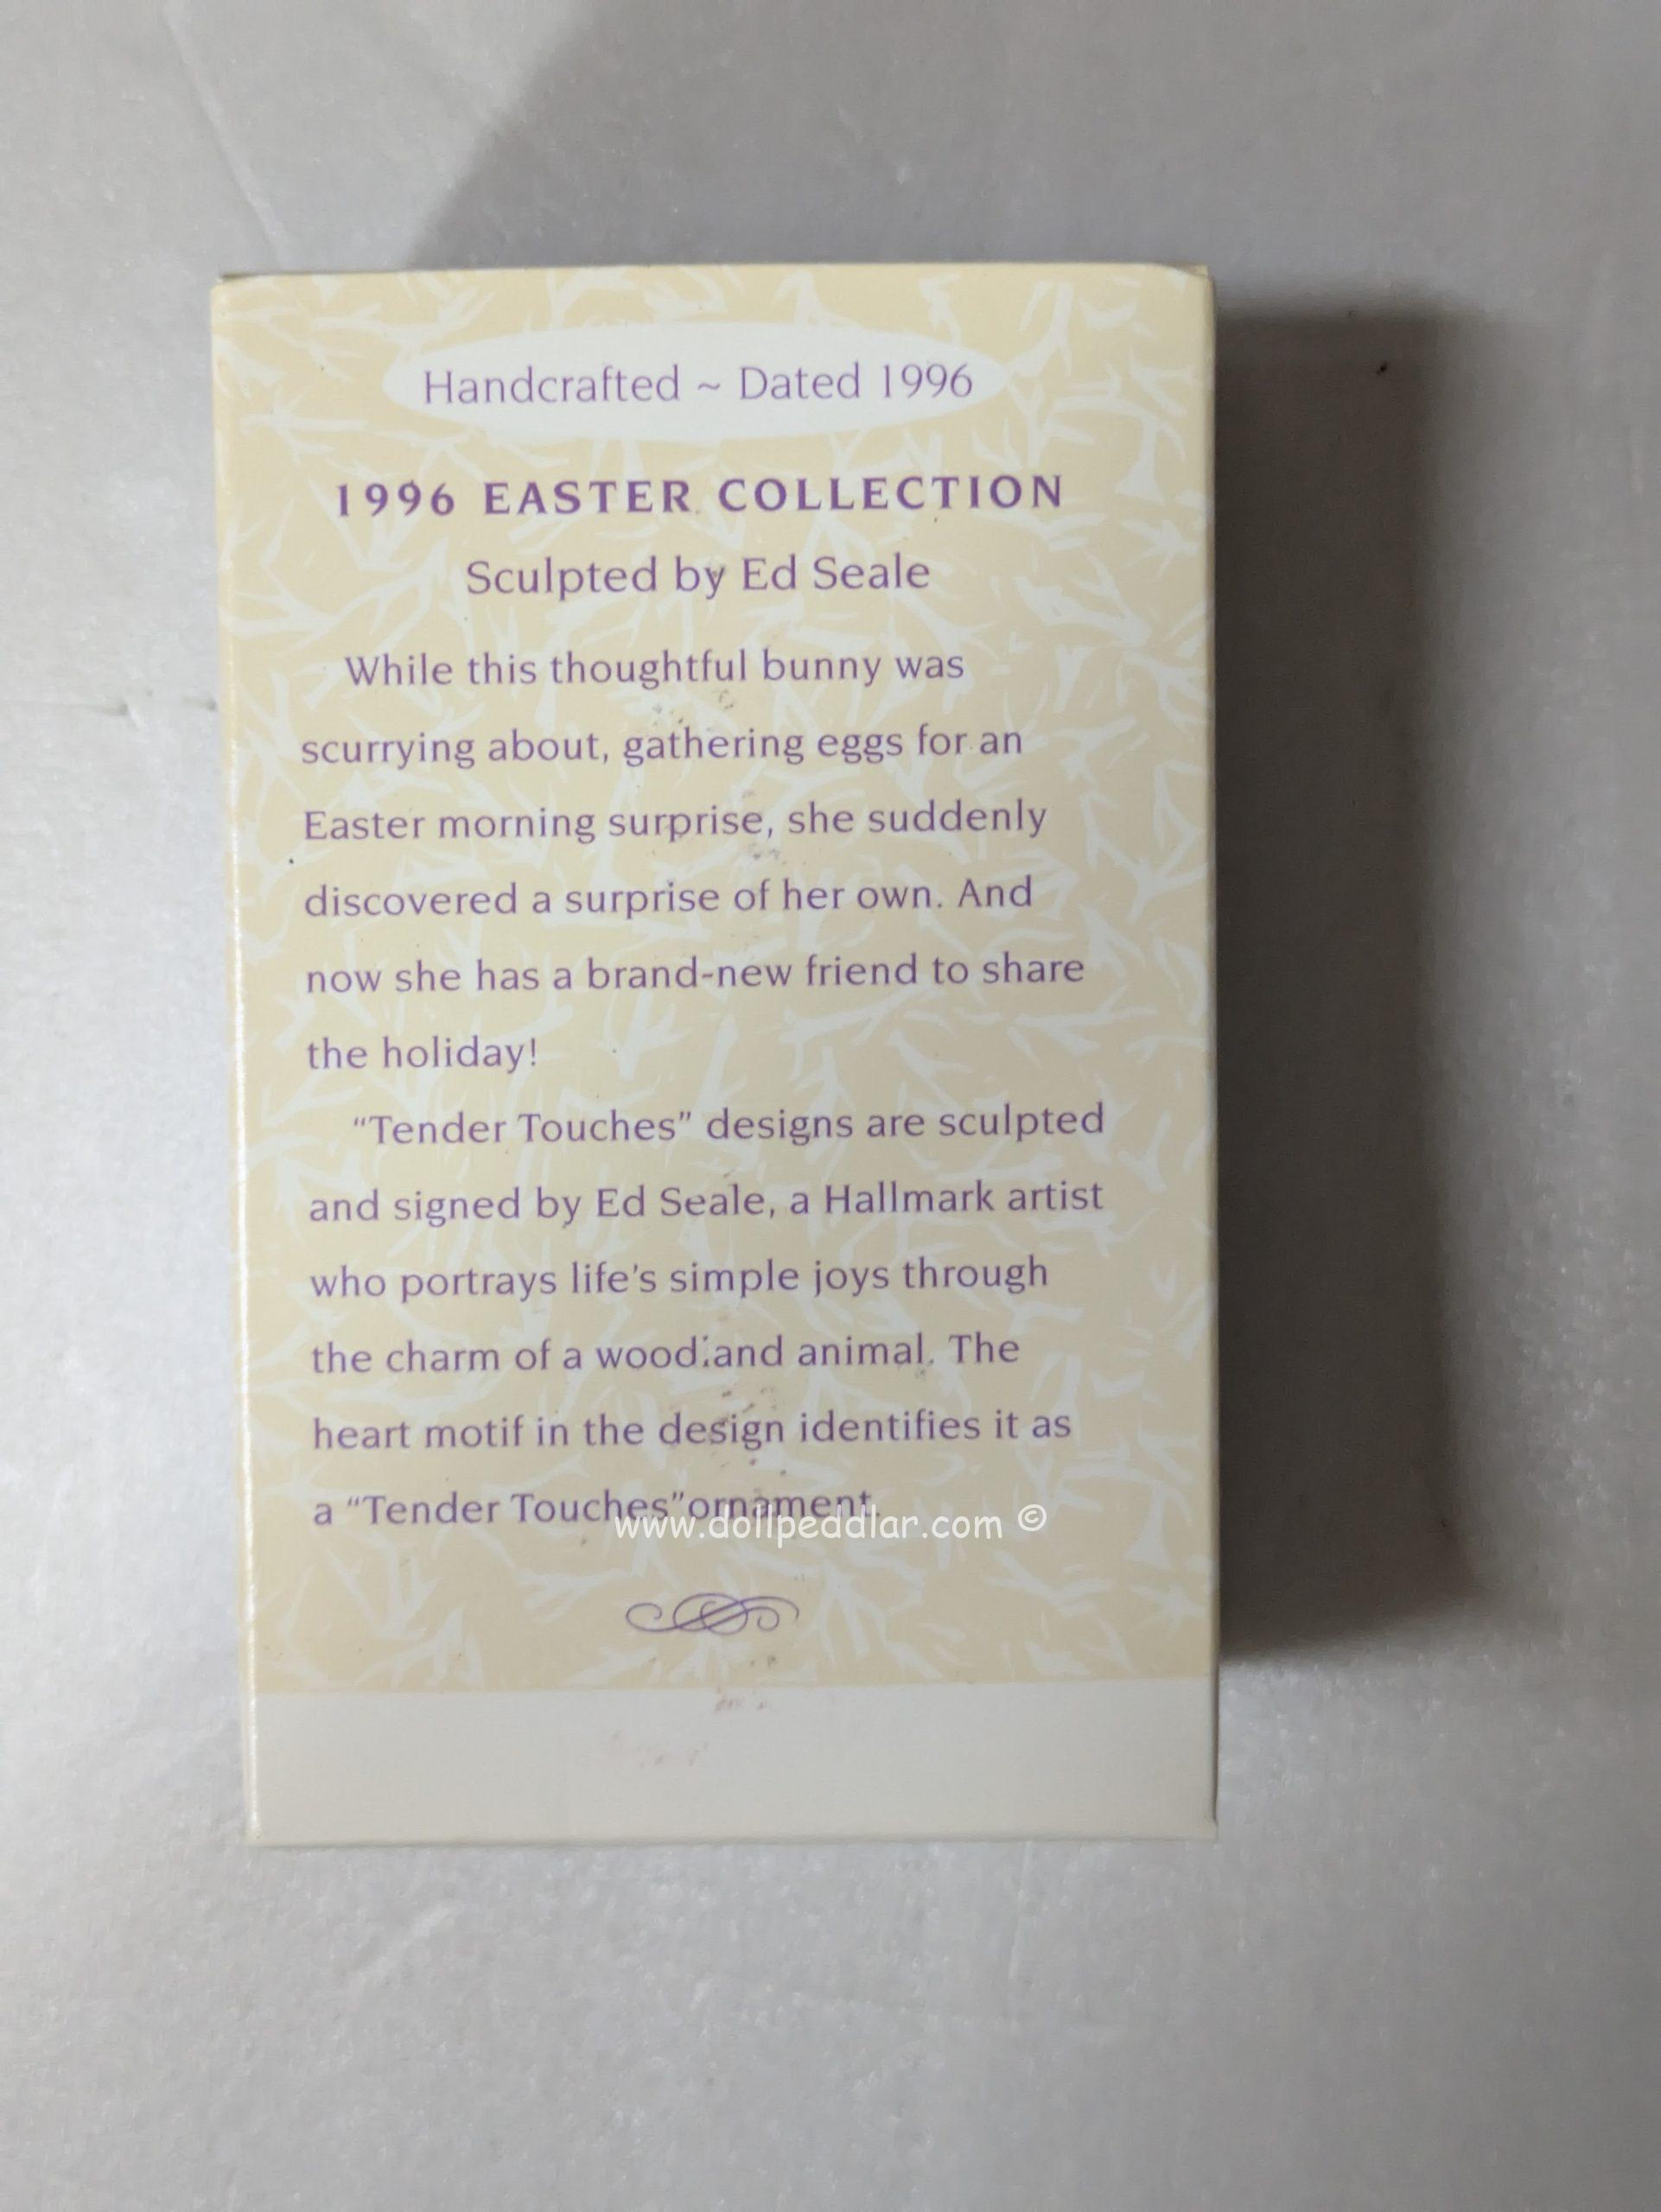 Handcrafted ~ Dated 1996
1996 EASTER COLLECTION
Sculpted by Ed Seale
While this thoughtful bunny was
scurrying about, gathering eggs for an
Easter morning surprise, she suddenly
discovered a surprise of her own. And
now she has a brand-new friend to share
the holiday!
“Tender Touches” designs are sculpted
and signed by Ed Seale, a Hallmark artist
who portrays life's simple joys through
the charm of a woodland animal. The
heart motif in the design identifies it as
a “Tender Touches”ornament.
www.dollpeddlar.com ©